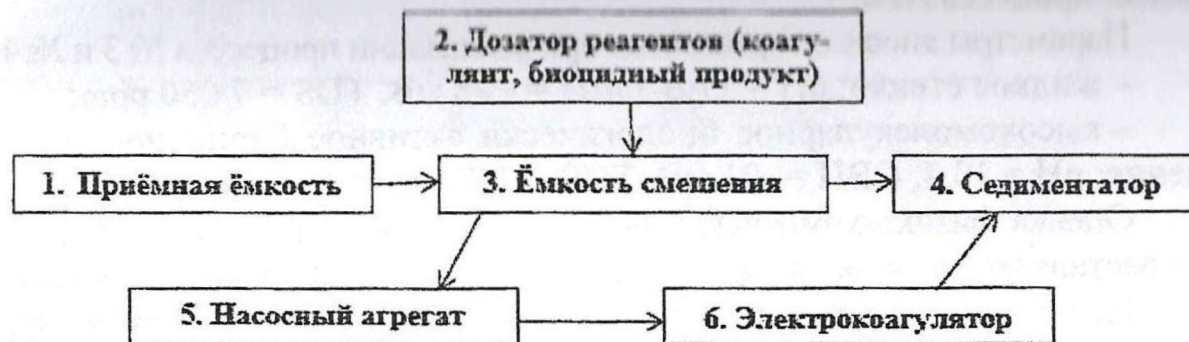 2. Дозатор реагентов (коагу-
лянт, биоцидный продукт)
1. Приёмная ёмкость
3. Ёмкость смешения
4. Седиментатор
5. Насосный агрегат
6. Электрокоагулятор